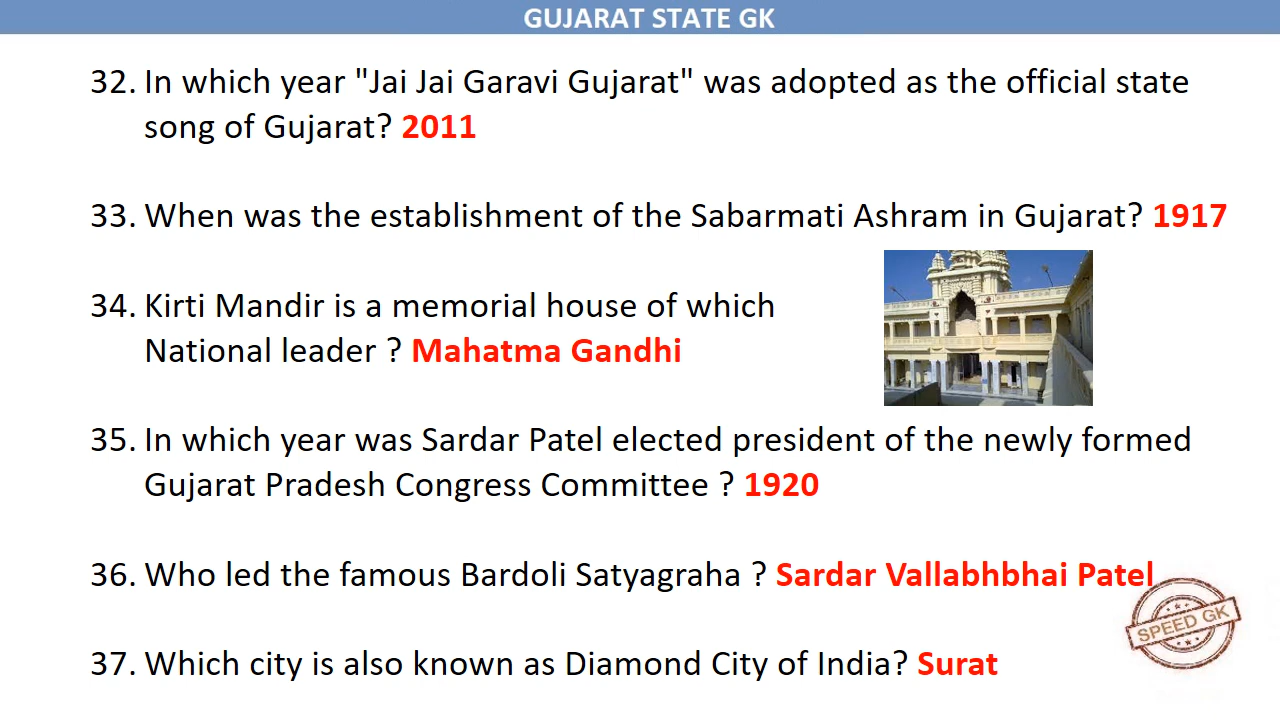 GUJARAT STATE GK
32. In which year "Jai Jai Garavi Gujarat" was adopted as the official state
song of Gujarat? 2011
33. When was the establishment of the Sabarmati Ashram in Gujarat? 1917
34. Kirti Mandir is a memorial house of which
National leader ? Mahatma Gandhi
35. In which year was Sardar Patel elected president of the newly formed
Gujarat Pradesh Congress Committee ? 1920
36. Who led the famous Bardoli Satyagraha ? Sardar Vallabhbhai Patel
SPEED GK
37. Which city is also known as Diamond City of India? Surat